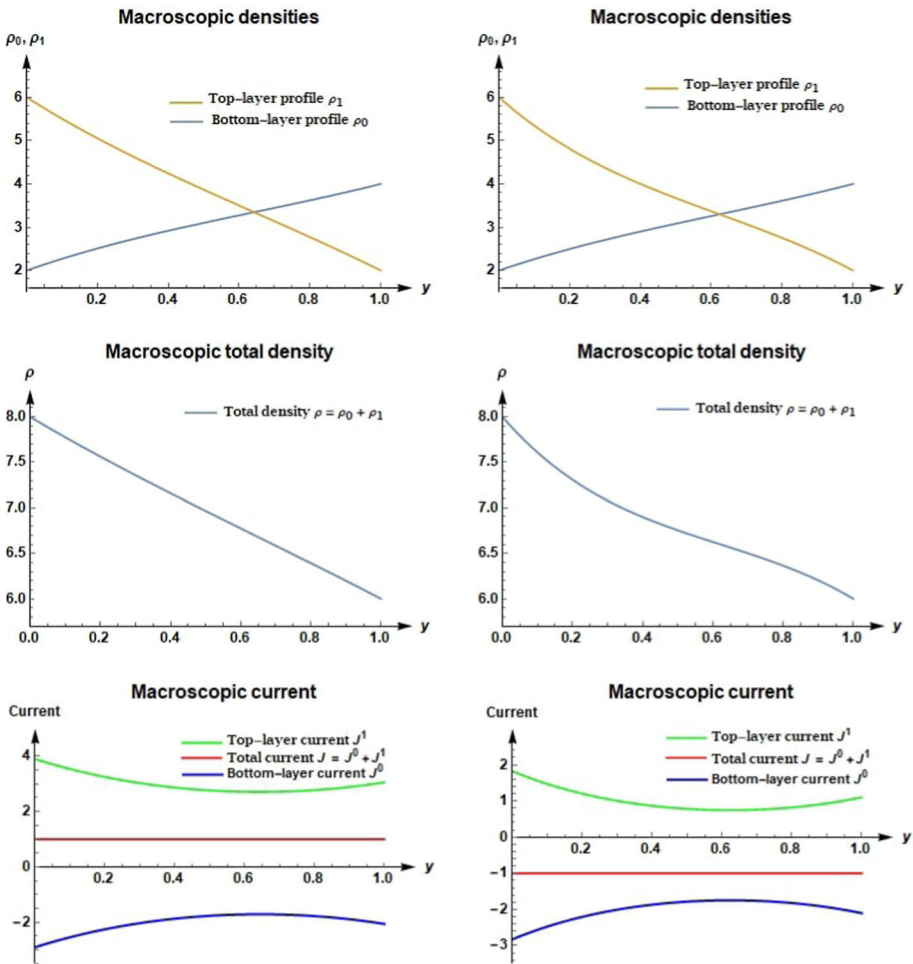 Macroscopic densities
ρ0, ρ1
Top-layer profile ρ1
Bottom-layer profile ρ0
6
5
4
3
2
0.2 0.4 0.6 0.8 1.0 y
Macroscopic densities
ρ0, ρ1
Top-layer profile ρ1
Bottom-layer profile ρ0
6
5
4
3
2
0.2 0.4 0.6 0.8 1.0 y
Macroscopic total density
ρ
Total density ρ = ρ0 + ρ1
8.0
7.5
7.0
6.5
6.0
0.0 0.2 0.4 0.6 0.8 1.0 y
Macroscopic total density
ρ
Total density ρ = ρ0 + ρ1
8.0
7.5
7.0
6.5
6.0
0.0 0.2 0.4 0.6 0.8 1.0 y
Macroscopic current
Current
Top-layer current J¹
Total current J = J⁰ + J¹
Bottom-layer current J⁰
4
2
0
0.2 0.4 0.6 0.8 1.0 y
-2
Macroscopic current
Current
Top-layer current J¹
Total current J = J⁰ + J¹
Bottom-layer current J⁰
2
1
0
0.2 0.4 0.6 0.8 1.0 y
-1
-2
-3